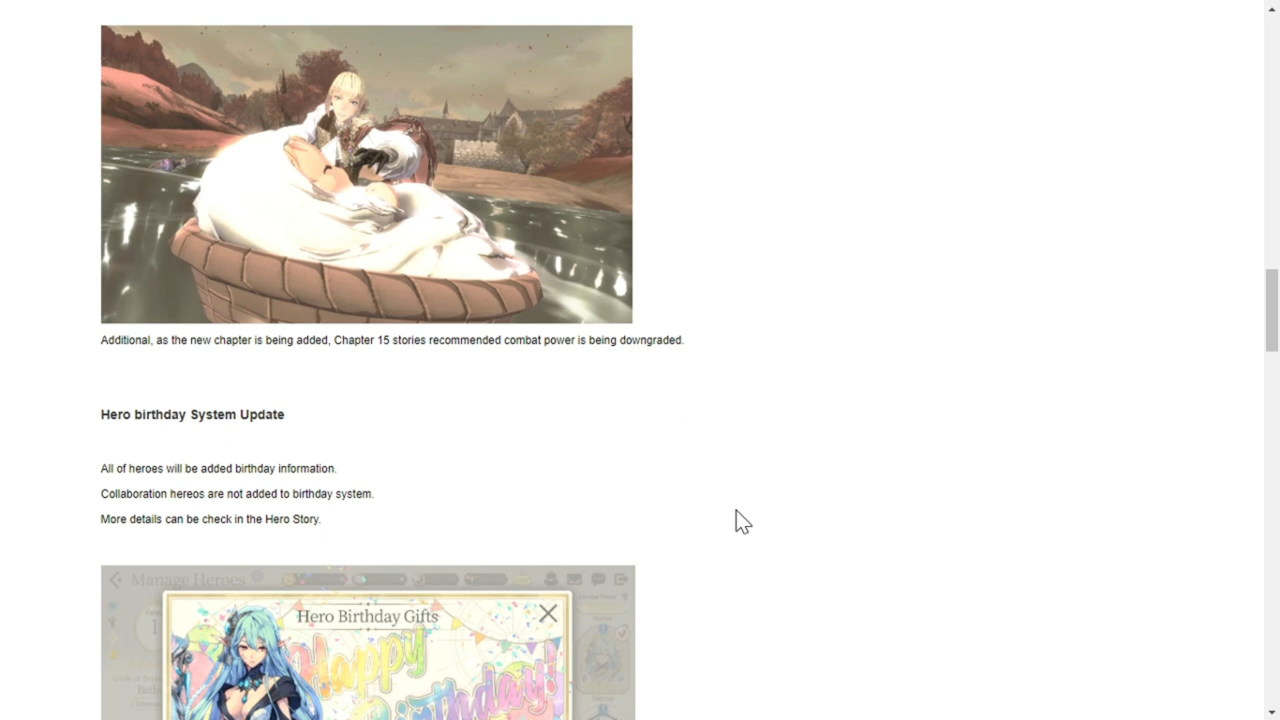 Additional, as the new chapter is being added, Chapter 15 stories recommended combat power is being downgraded.
Hero birthday System Update
All of heroes will be added birthday information.
Collaboration hereos are not added to birthday system.
More details can be check in the Hero Story.
Manage Heroes
Hero Birthday Gifts
Happy
Birthday!